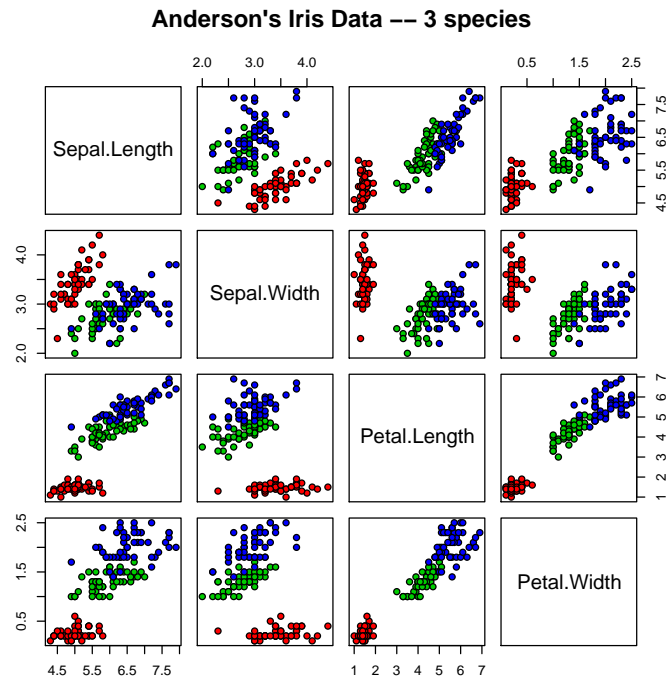 Anderson's Iris Data −− 3 species
2.0 3.0 4.0
0.5 1.5 2.5
Sepal.Length
4.5 5.5 6.5 7.5
2.0 3.0 4.0
Sepal.Width
Petal.Length
1 2 3 4 5 6 7
0.5 1.5 2.5
Petal.Width
4.5 5.5 6.5 7.5
1 2 3 4 5 6 7